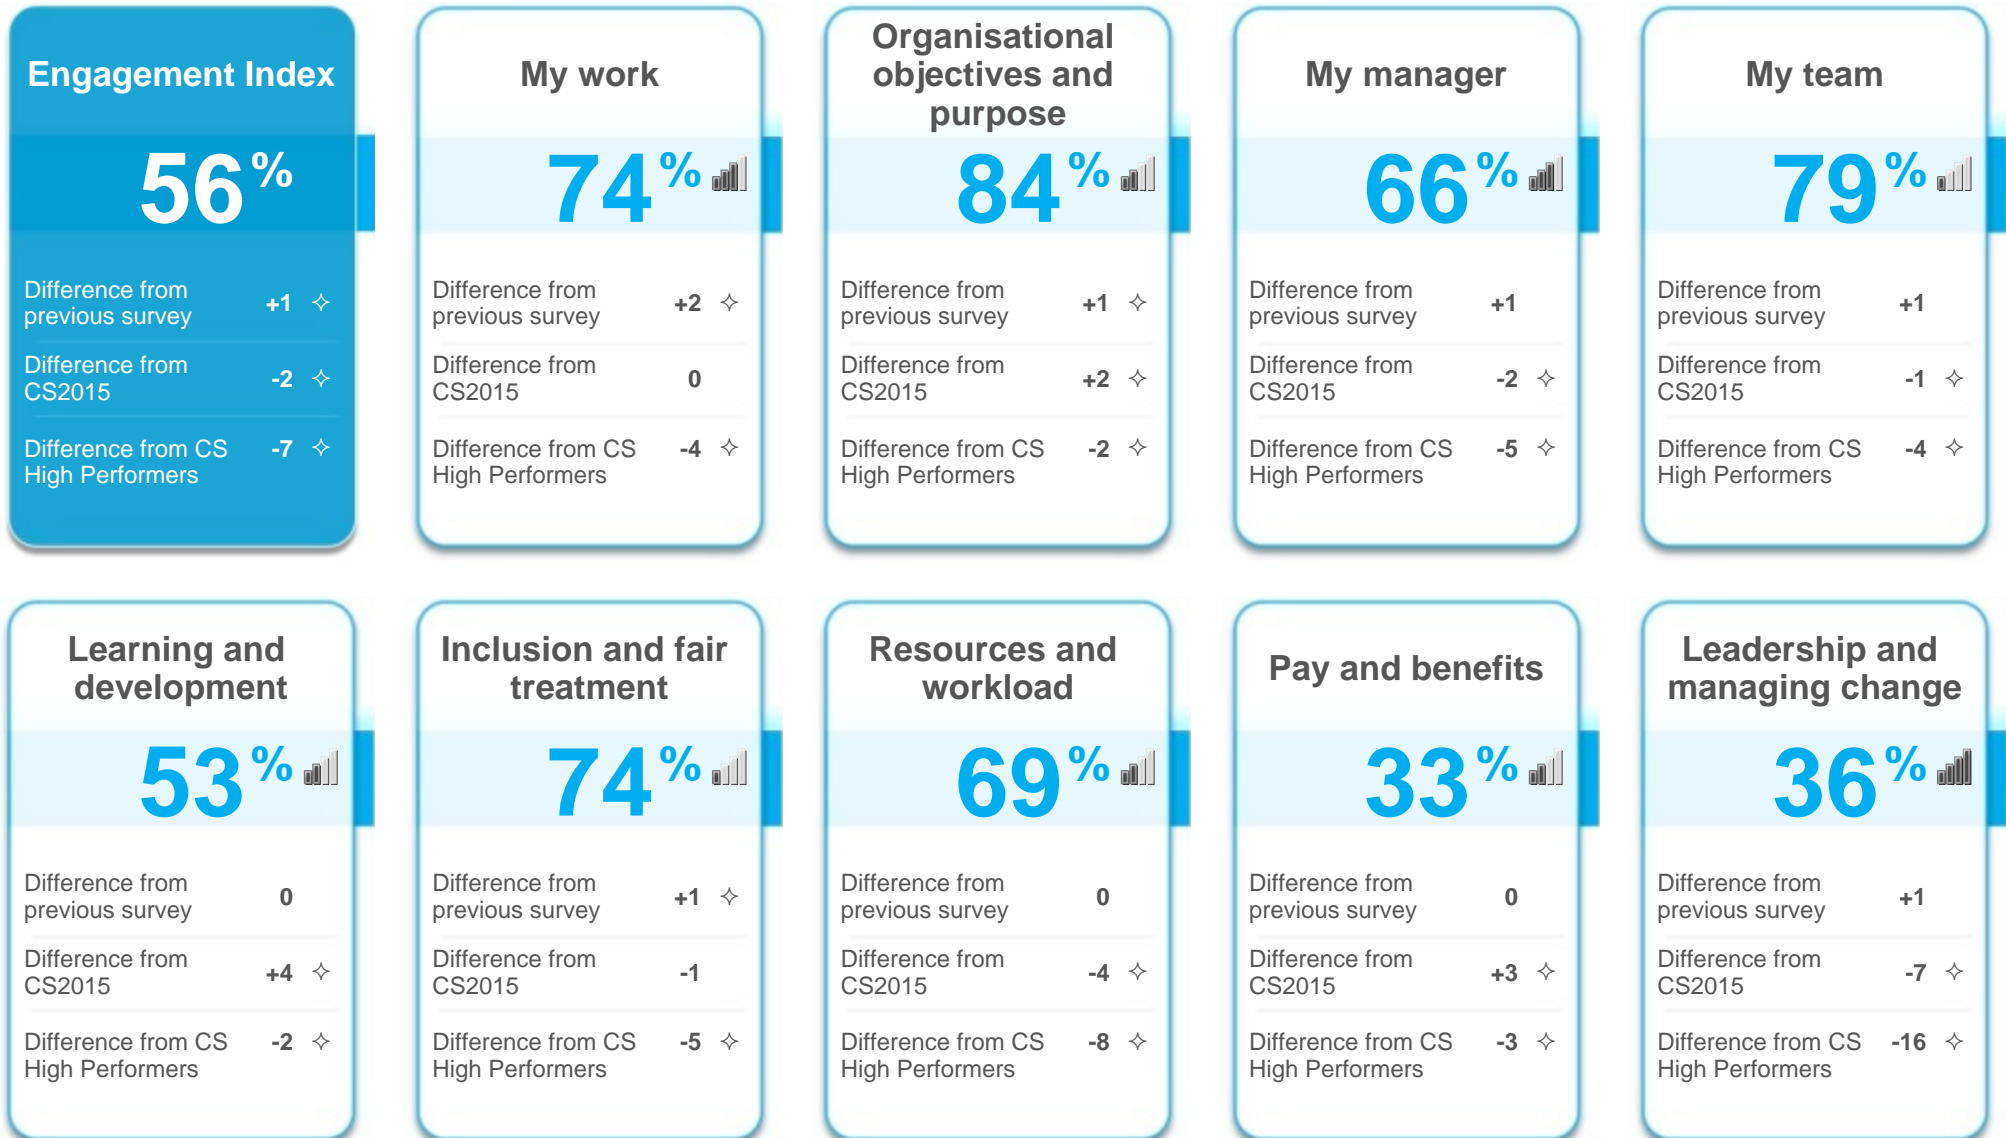 Engagement Index
56%
Difference from
previous survey
+1 ✧
Difference from
CS2015
-2 ✧
Difference from CS
High Performers
-7 ✧
My work
74%
Difference from
previous survey
+2 ✧
Difference from
CS2015
0
Difference from CS
High Performers
-4 ✧
Organisational
objectives and
purpose
84%
Difference from
previous survey
+1 ✧
Difference from
CS2015
+2 ✧
Difference from CS
High Performers
-2 ✧
My manager
66%
Difference from
previous survey
+1
Difference from
CS2015
-2 ✧
Difference from CS
High Performers
-5 ✧
My team
79%
Difference from
previous survey
+1
Difference from
CS2015
-1 ✧
Difference from CS
High Performers
-4 ✧
Learning and
development
53%
Difference from
previous survey
0
Difference from
CS2015
+4 ✧
Difference from CS
High Performers
-2 ✧
Inclusion and fair
treatment
74%
Difference from
previous survey
+1 ✧
Difference from
CS2015
-1
Difference from CS
High Performers
-5 ✧
Resources and
workload
69%
Difference from
previous survey
0
Difference from
CS2015
-4 ✧
Difference from CS
High Performers
-8 ✧
Pay and benefits
33%
Difference from
previous survey
0
Difference from
CS2015
+3 ✧
Difference from CS
High Performers
-3 ✧
Leadership and
managing change
36%
Difference from
previous survey
+1
Difference from
CS2015
-7 ✧
Difference from CS
High Performers
-16 ✧